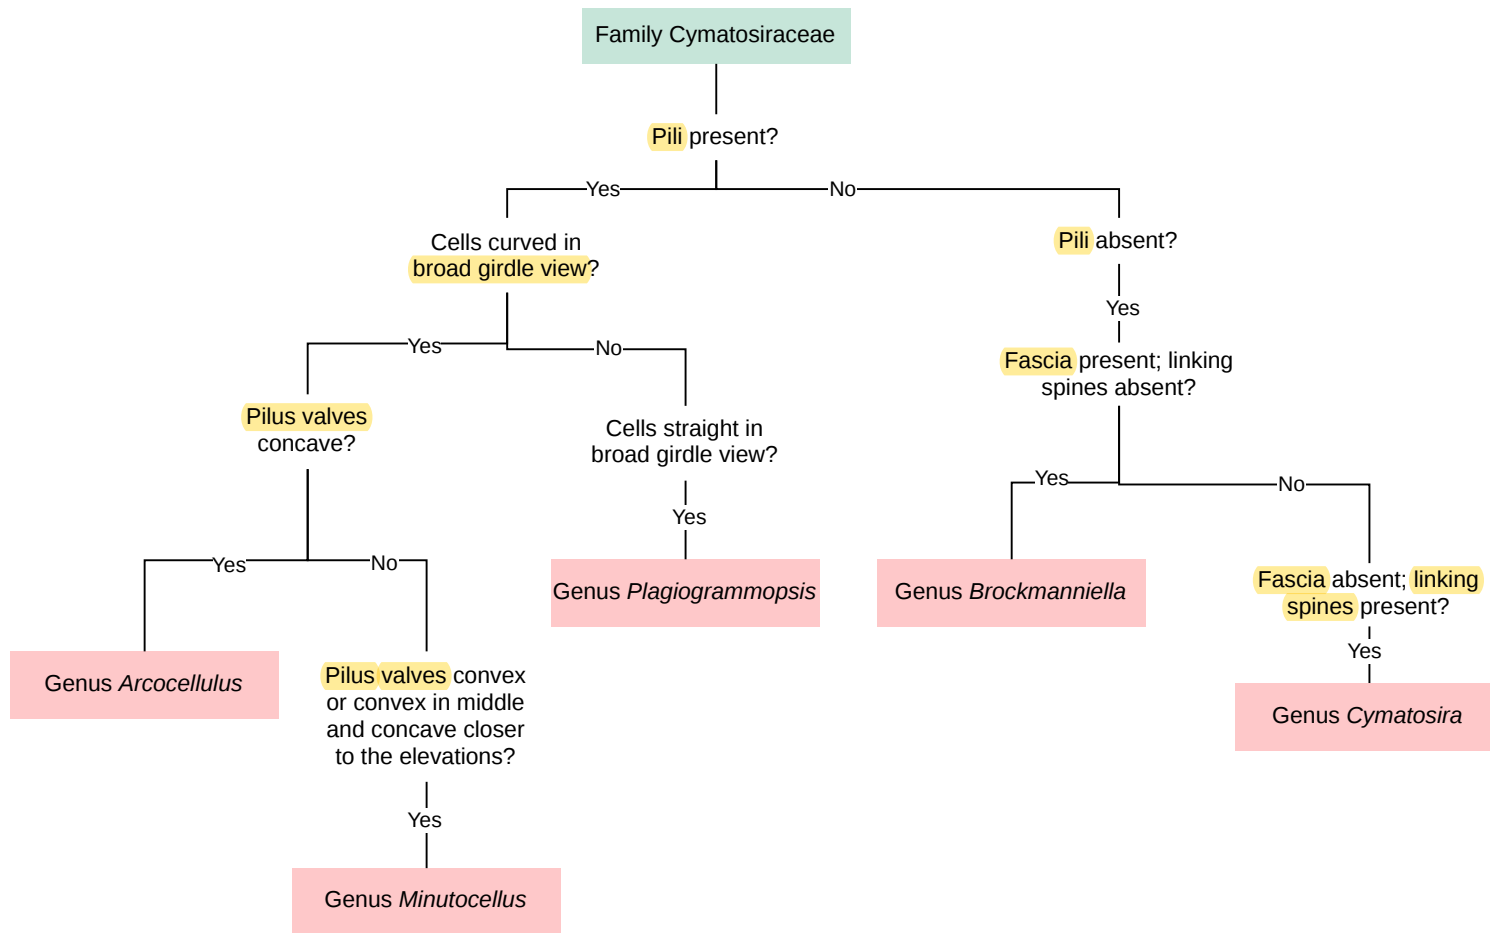 Family Cymatosiraceae
Pili present?
Yes
No
Cells curved in
broad girdle view?
Pili absent?
Yes
Yes
No
Fascia present; linking
spines absent?
Pilus valves
concave?
Cells straight in
broad girdle view?
Yes
No
Yes
Yes
No
Genus Plagiogrammopsis
Genus Brockmanniella
Fascia absent; linking
spines present?
Yes
Genus Arcocellulus
Pilus valves convex
or convex in middle
and concave closer
to the elevations?
Genus Cymatosira
Yes
Genus Minutocellus